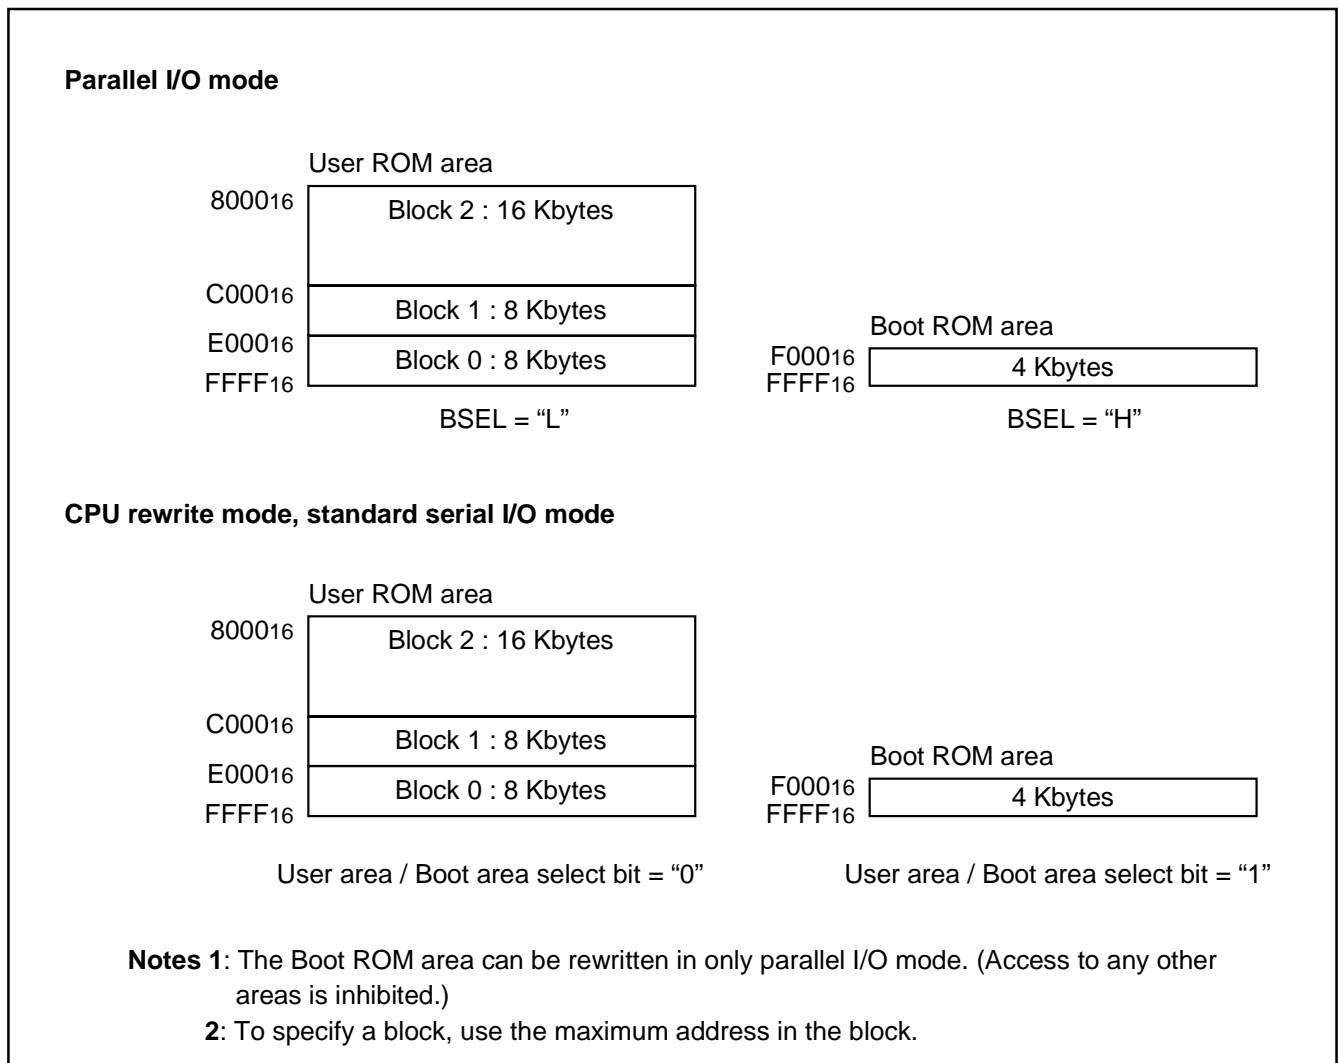 Parallel I/O mode
User ROM area
800016
Block 2 : 16 Kbytes
C00016
Block 1 : 8 Kbytes
E00016
Block 0 : 8 Kbytes
FFFF16
BSEL = “L”
Boot ROM area
F00016
4 Kbytes
FFFF16
BSEL = “H”
CPU rewrite mode, standard serial I/O mode
User ROM area
800016
Block 2 : 16 Kbytes
C00016
Block 1 : 8 Kbytes
E00016
Block 0 : 8 Kbytes
FFFF16
User area / Boot area select bit = “0”
Boot ROM area
F00016
4 Kbytes
FFFF16
User area / Boot area select bit = “1”
Notes 1: The Boot ROM area can be rewritten in only parallel I/O mode. (Access to any other
areas is inhibited.)
2: To specify a block, use the maximum address in the block.